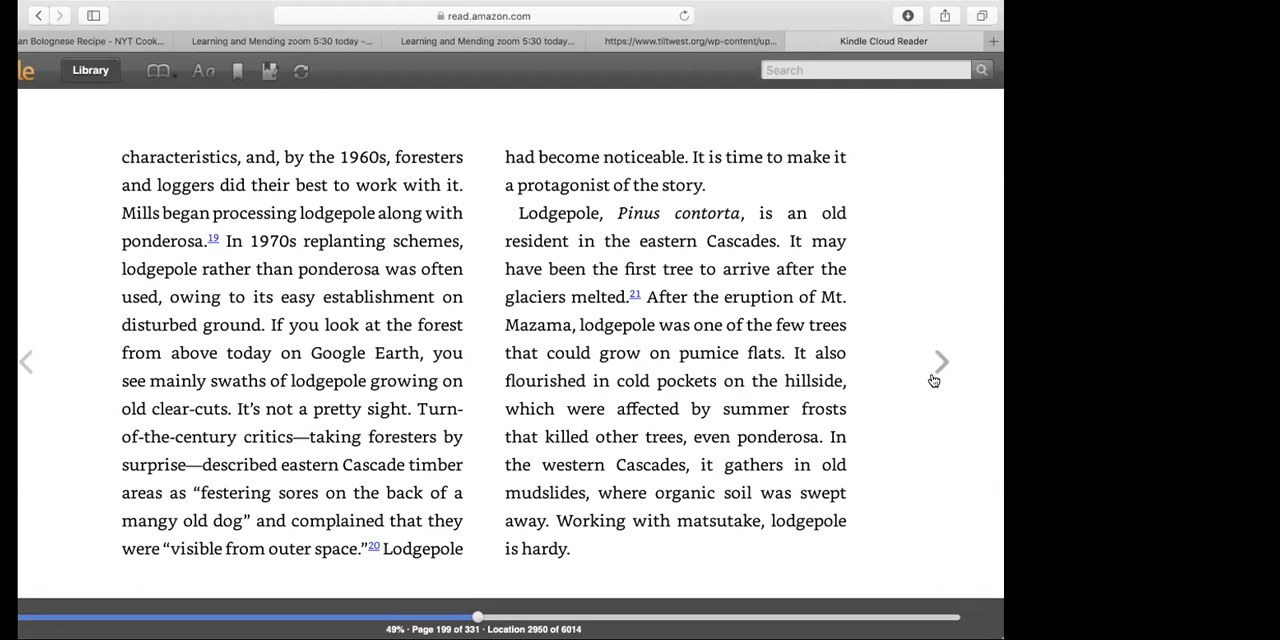 read.amazon.com
an Bolognese Recipe - NYT Cook...
Learning and Mending zoom 5:30 today -...
Learning and Mending zoom 5:30 today...
https://www.tiltwest.org/wp-content/up...
Kindle Cloud Reader
le
Library
Aa
Search
characteristics, and, by the 1960s, foresters
and loggers did their best to work with it.
Mills began processing lodgepole along with
ponderosa.19 In 1970s replanting schemes,
lodgepole rather than ponderosa was often
used, owing to its easy establishment on
disturbed ground. If you look at the forest
from above today on Google Earth, you
see mainly swaths of lodgepole growing on
old clear-cuts. It’s not a pretty sight. Turn-
of-the-century critics—taking foresters by
surprise—described eastern Cascade timber
areas as “festering sores on the back of a
mangy old dog” and complained that they
were “visible from outer space.”20 Lodgepole
had become noticeable. It is time to make it
a protagonist of the story.
Lodgepole, Pinus contorta, is an old
resident in the eastern Cascades. It may
have been the first tree to arrive after the
glaciers melted.21 After the eruption of Mt.
Mazama, lodgepole was one of the few trees
that could grow on pumice flats. It also
flourished in cold pockets on the hillside,
which were affected by summer frosts
that killed other trees, even ponderosa. In
the western Cascades, it gathers in old
mudslides, where organic soil was swept
away. Working with matsutake, lodgepole
is hardy.
49% · Page 199 of 331 · Location 2950 of 6014